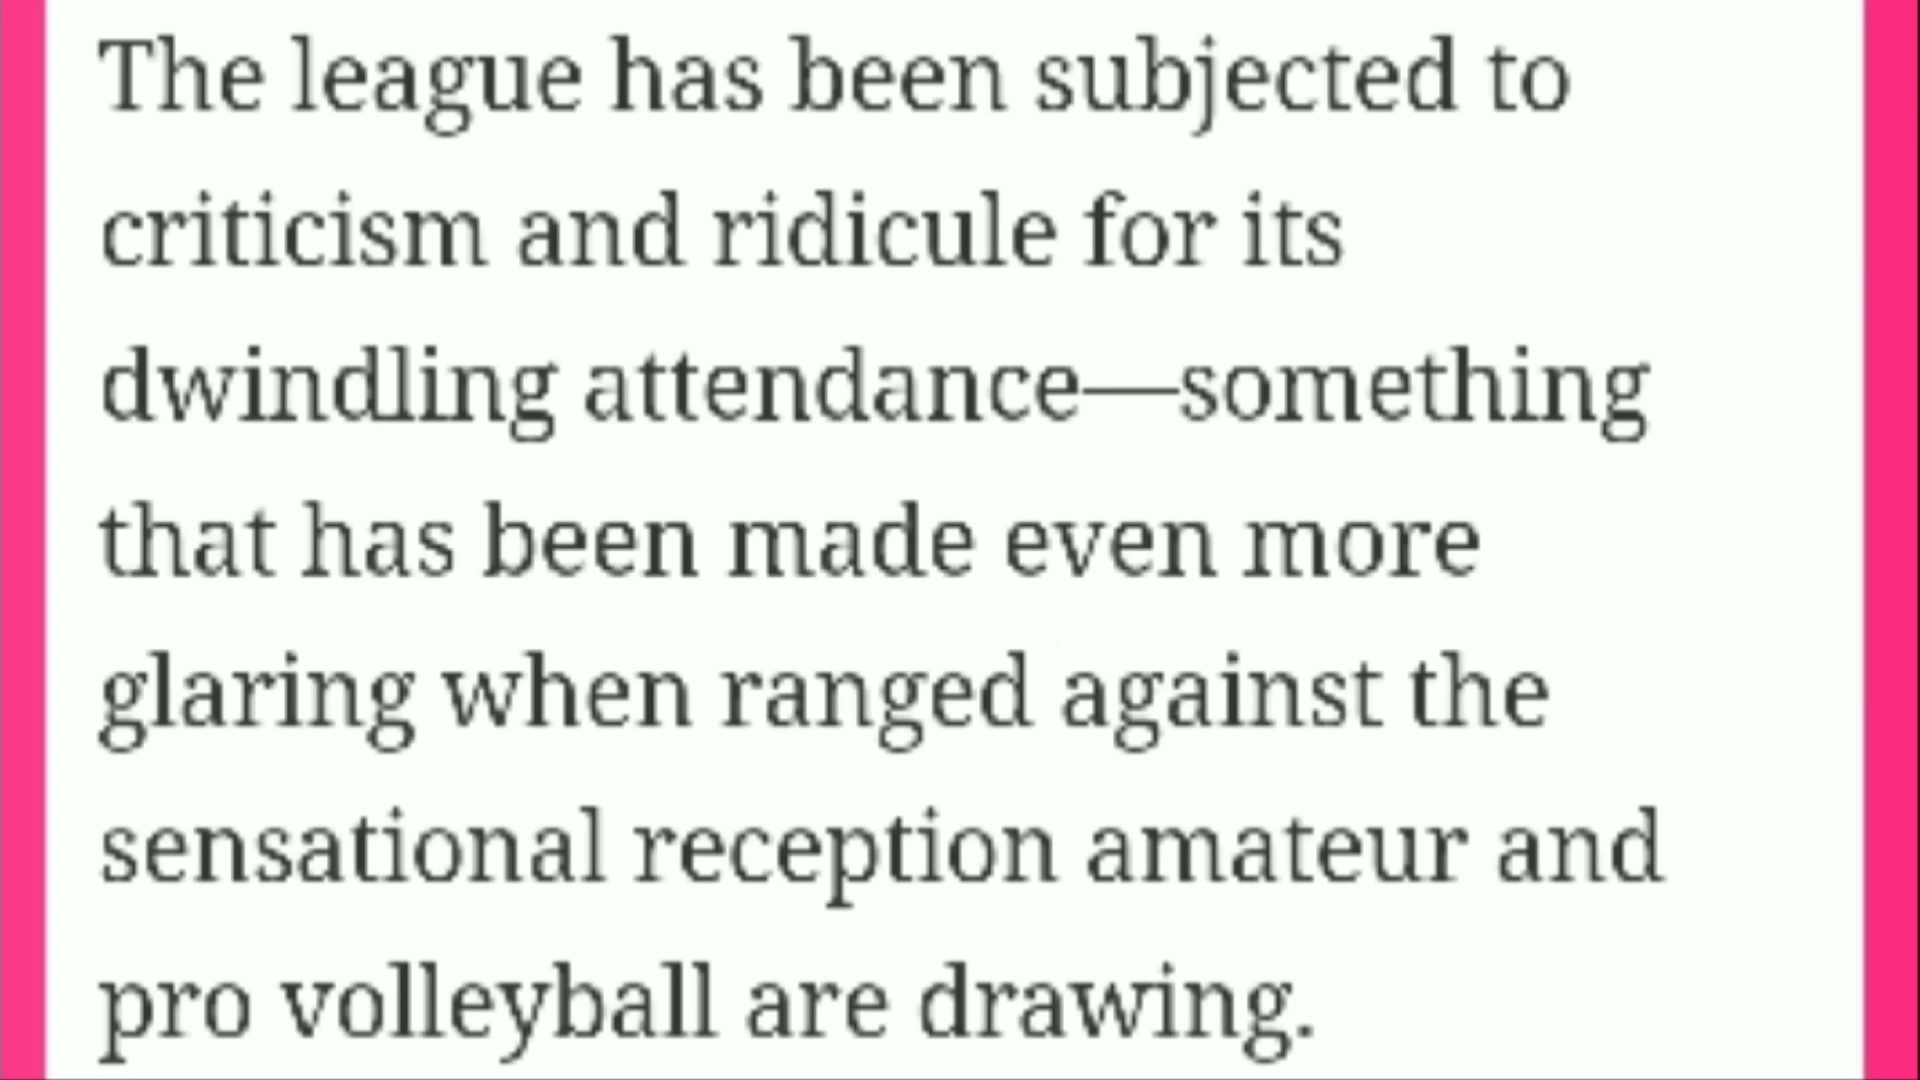 The league has been subjected to
criticism and ridicule for its
dwindling attendance—something
that has been made even more
glaring when ranged against the
sensational reception amateur and
pro volleyball are drawing.